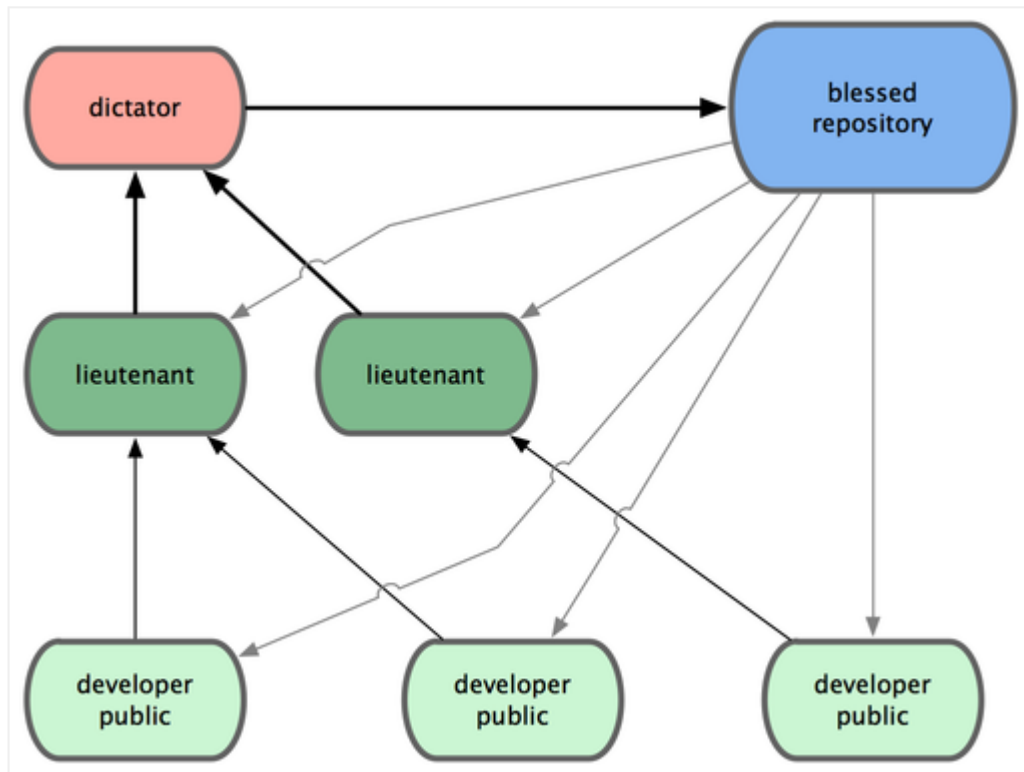 dictator
blessed
repository
lieutenant
lieutenant
developer
public
developer
public
developer
public